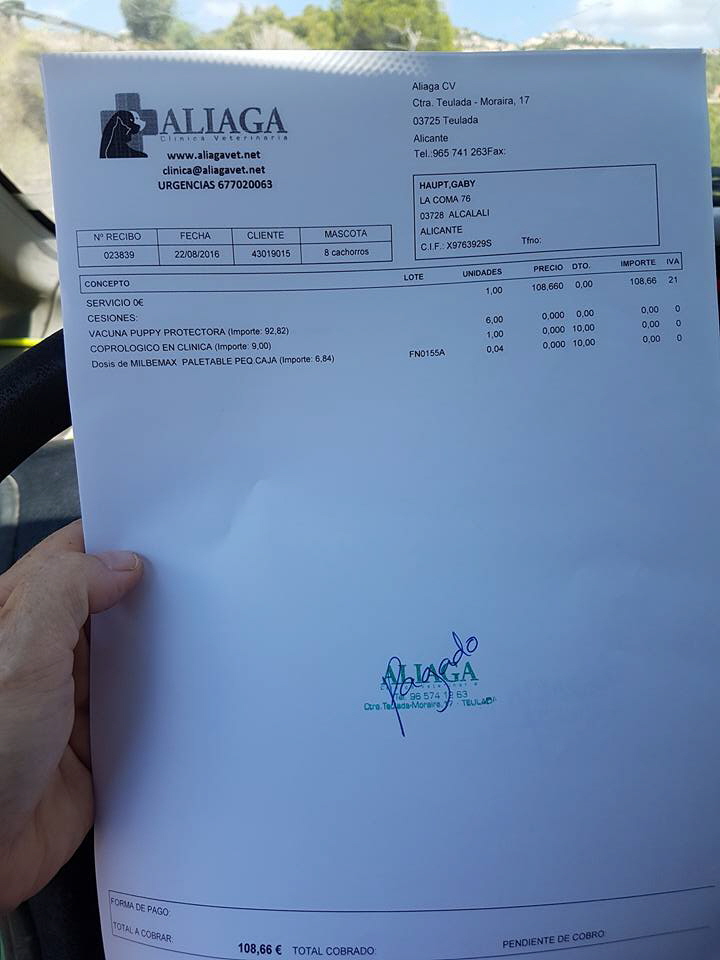 ALIAGA
Clínica Veterinaria
www.aliagavet.net
clinica@aliagavet.net
URGENCIAS 677020063
Aliaga CV
Ctra. Teulada - Moraira, 17
03725 Teulada
Alicante
Tel.:965 741 263Fax:
HAUPT,GABY
LA COMA 76
03728 ALCALALI
ALICANTE
C.I.F.: X9763929S Tfno:
Nº RECIBO FECHA CLIENTE MASCOTA
023839 22/08/2016 43019015 8 cachorros
CONCEPTO LOTE UNIDADES PRECIO DTO. IMPORTE IVA
SERVICIO 0€ 1,00 108,660 0,00 108,66 21
CESIONES:
VACUNA PUPPY PROTECTORA (Importe: 92,82) 6,00 0,000 0,00 0,00 0
COPROLOGICO EN CLINICA (Importe: 9,00) 1,00 0,000 10,00 0,00 0
Dosis de MILBEMAX PALETABLE PEQ.CAJA (Importe: 6,84) FN0155A 0,04 0,000 10,00 0,00 0
Pagado
ALIAGA
Tel. 96 574 12 63
Ctra. Teulada-Moraira, 17 - TEULADA
FORMA DE PAGO:
TOTAL A COBRAR: 108,66 € TOTAL COBRADO: PENDIENTE DE COBRO: